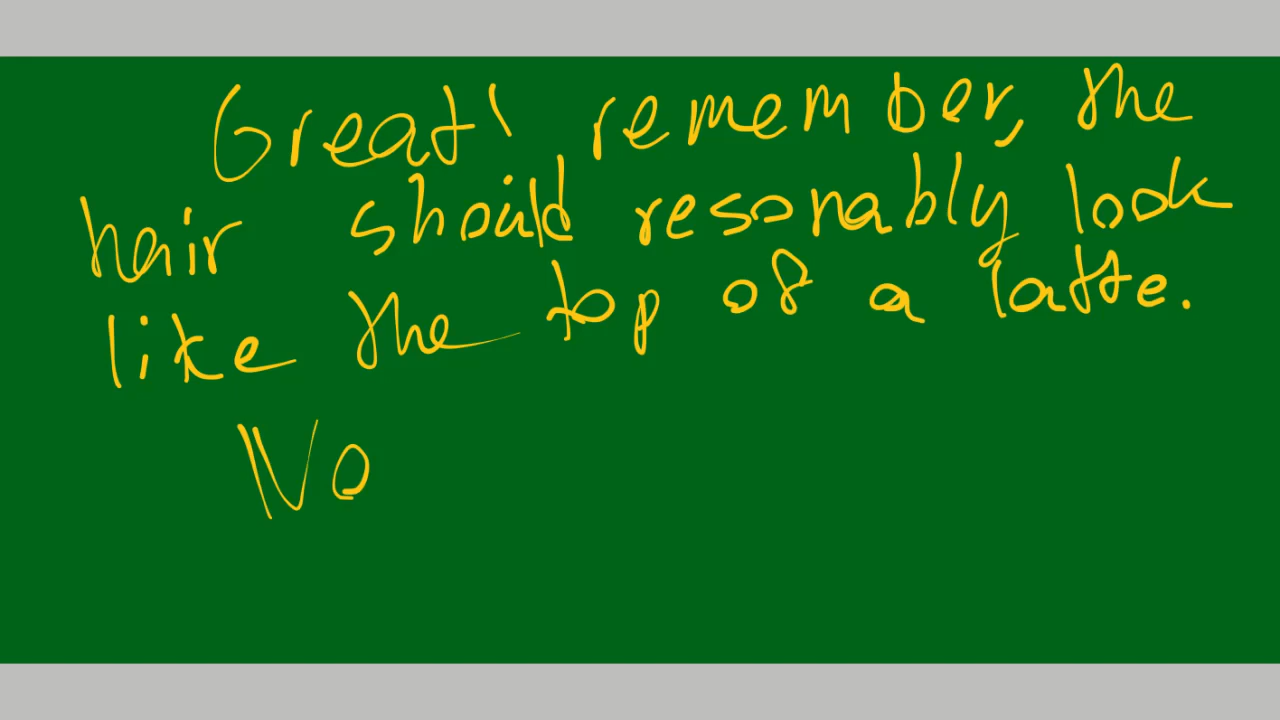 Great! remember, the
hair should resonably look
like the top of a latte.
No